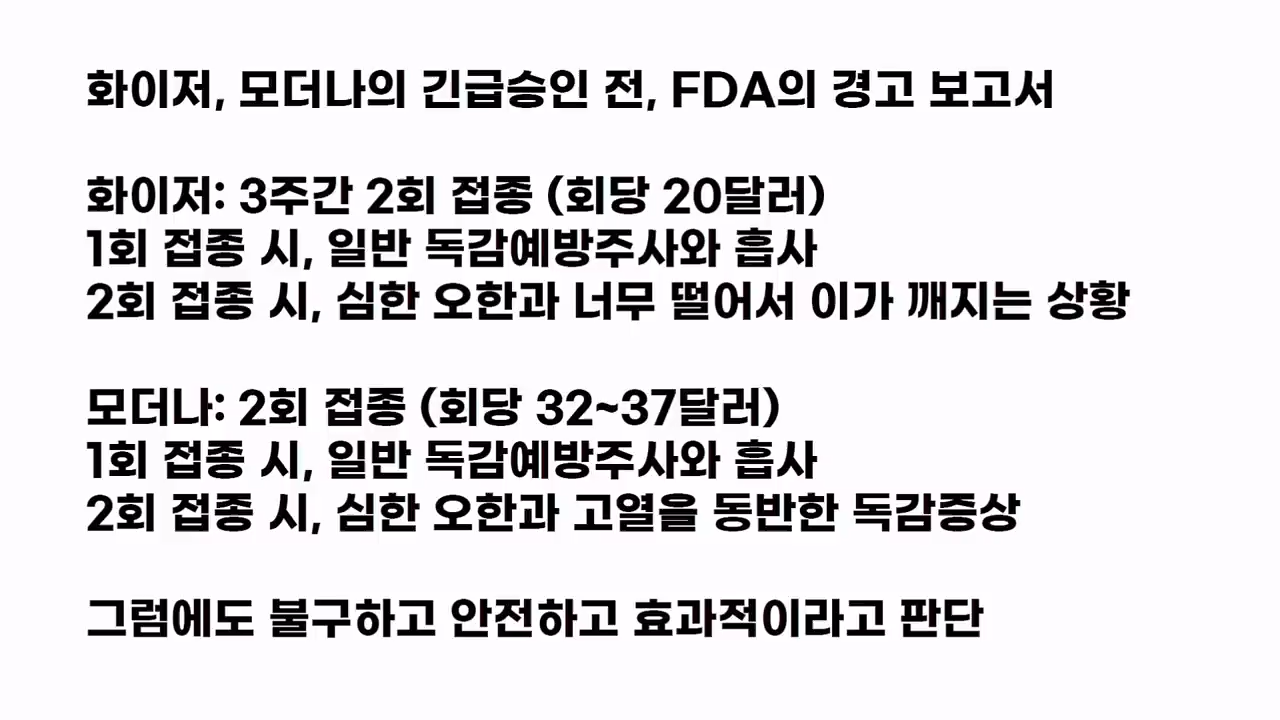 화이저, 모더나의 긴급승인 전, FDA의 경고 보고서
화이저: 3주간 2회 접종 (회당 20달러)
1회 접종 시, 일반 독감예방주사와 흡사
2회 접종 시, 심한 오한과 너무 떨어서 이가 깨지는 상황
모더나: 2회 접종 (회당 32~37달러)
1회 접종 시, 일반 독감예방주사와 흡사
2회 접종 시, 심한 오한과 고열을 동반한 독감증상
그럼에도 불구하고 안전하고 효과적이라고 판단